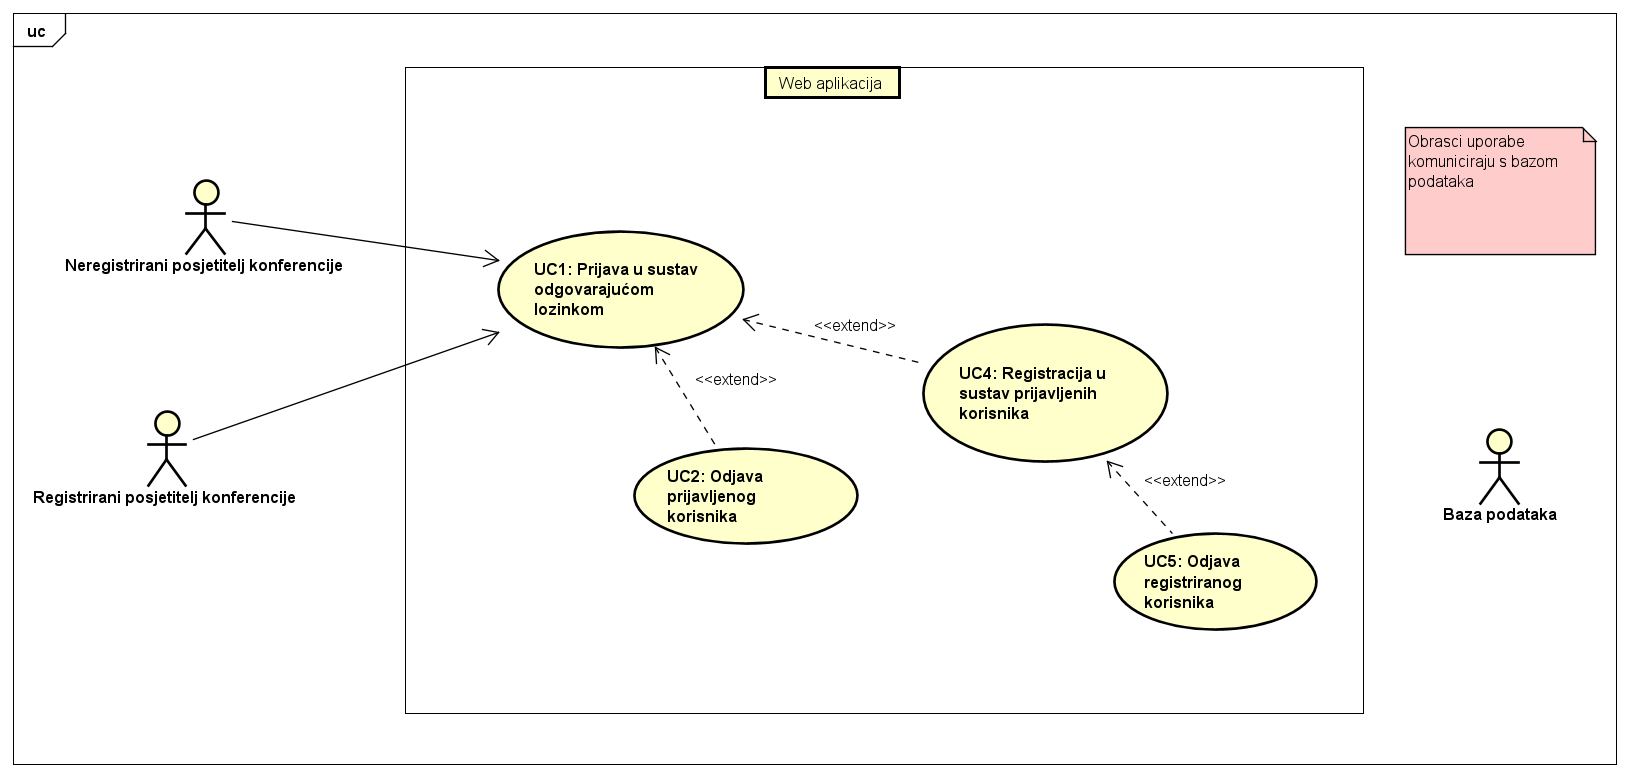 uc
Web aplikacija
Obrasci uporabe
komuniciraju s bazom
podataka
Neregistrirani posjetitelj konferencije
UC1: Prijava u sustav
odgovarajućom
lozinkom
<<extend>>
<<extend>>
UC4: Registracija u
sustav prijavljenih
korisnika
Registrirani posjetitelj konferencije
UC2: Odjava
prijavljenog
korisnika
<<extend>>
Baza podataka
UC5: Odjava
registriranog
korisnika